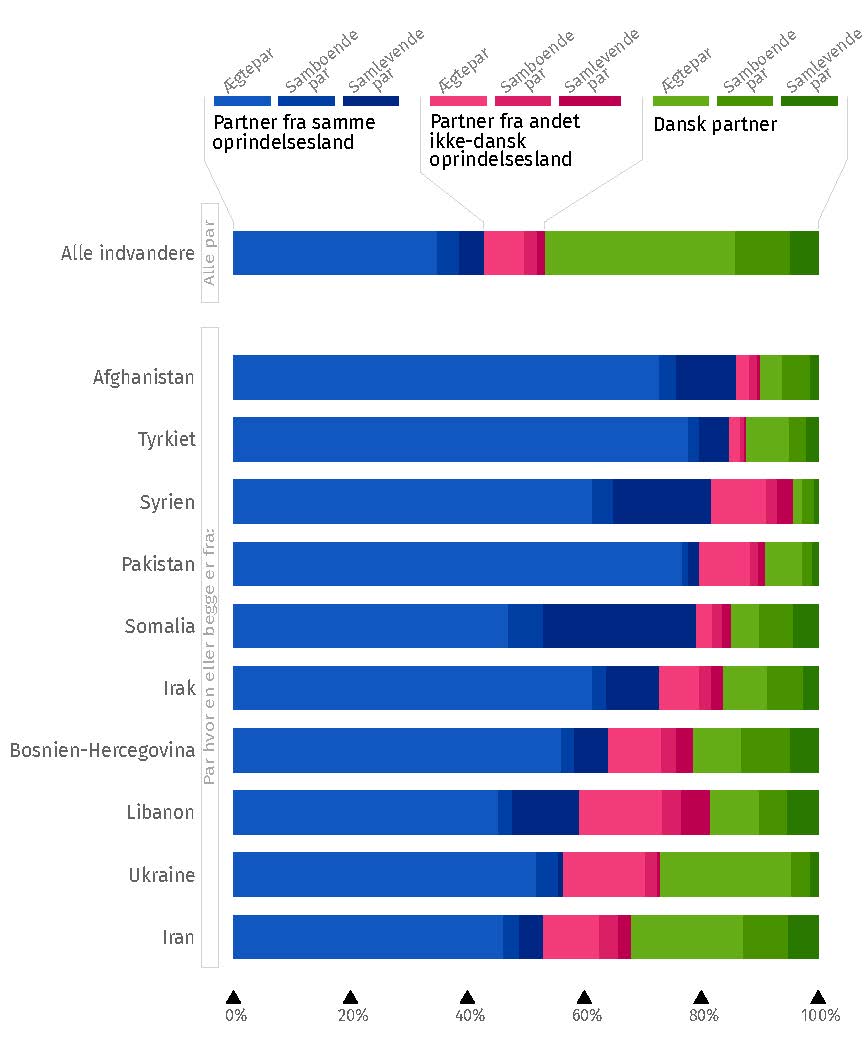 Ægtepar
Samboende
par
Samlevende
par
Ægtepar
Samboende
par
Samlevende
par
Ægtepar
Samboende
par
Samlevende
par
Partner fra samme
oprindelsesland
Partner fra andet
ikke-dansk
oprindelsesland
Dansk partner
Alle par
Alle indvandere
Par hvor en eller begge er fra:
Afghanistan
Tyrkiet
Syrien
Pakistan
Somalia
Irak
Bosnien-Hercegovina
Libanon
Ukraine
Iran
0%
20%
40%
60%
80%
100%